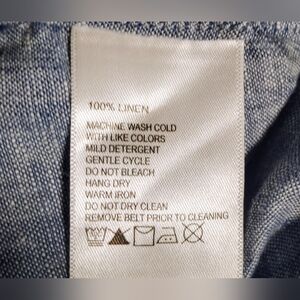 100% LINEN
MACHINE WASH COLD
WITH LIKE COLORS
MILD DETERGENT
GENTLE CYCLE
DO NOT BLEACH
HANG DRY
WARM IRON
DO NOT DRY CLEAN
REMOVE BELT PRIOR TO CLEANING